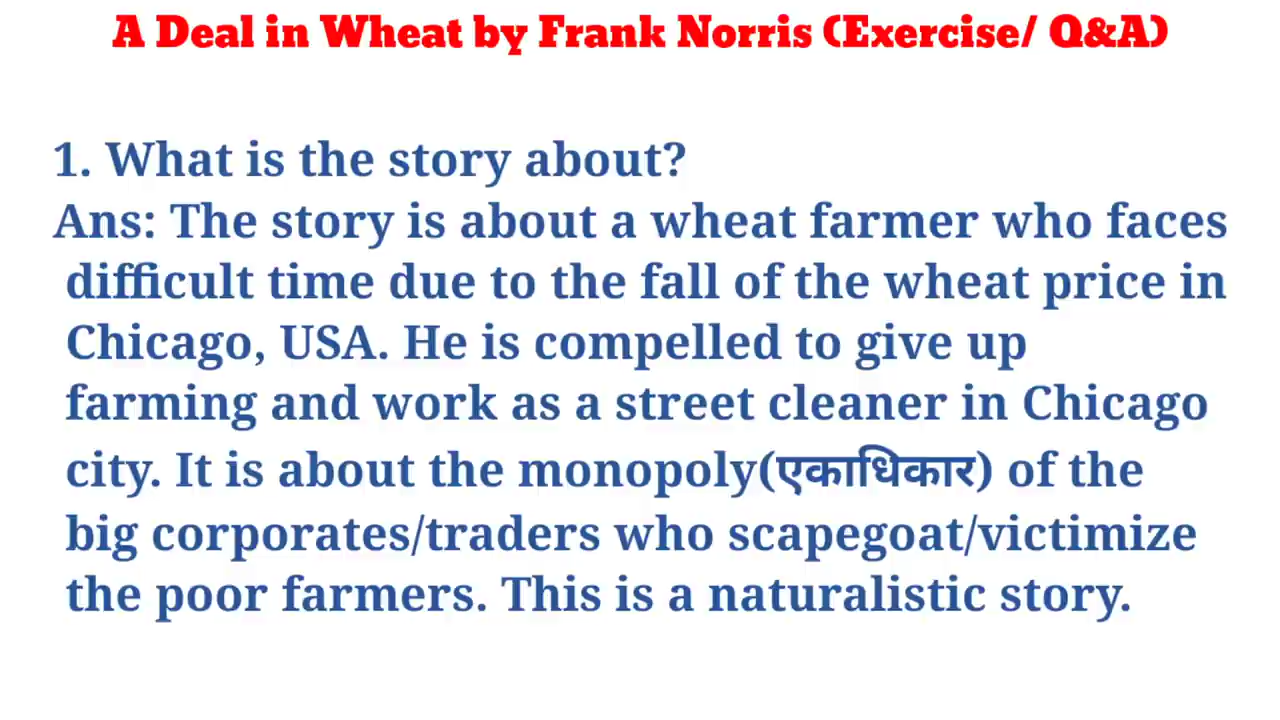 A Deal in Wheat by Frank Norris (Exercise/ Q&A)
1. What is the story about?
Ans: The story is about a wheat farmer who faces
difficult time due to the fall of the wheat price in
Chicago, USA. He is compelled to give up
farming and work as a street cleaner in Chicago
city. It is about the monopoly(एकाधिकार) of the
big corporates/traders who scapegoat/victimize
the poor farmers. This is a naturalistic story.